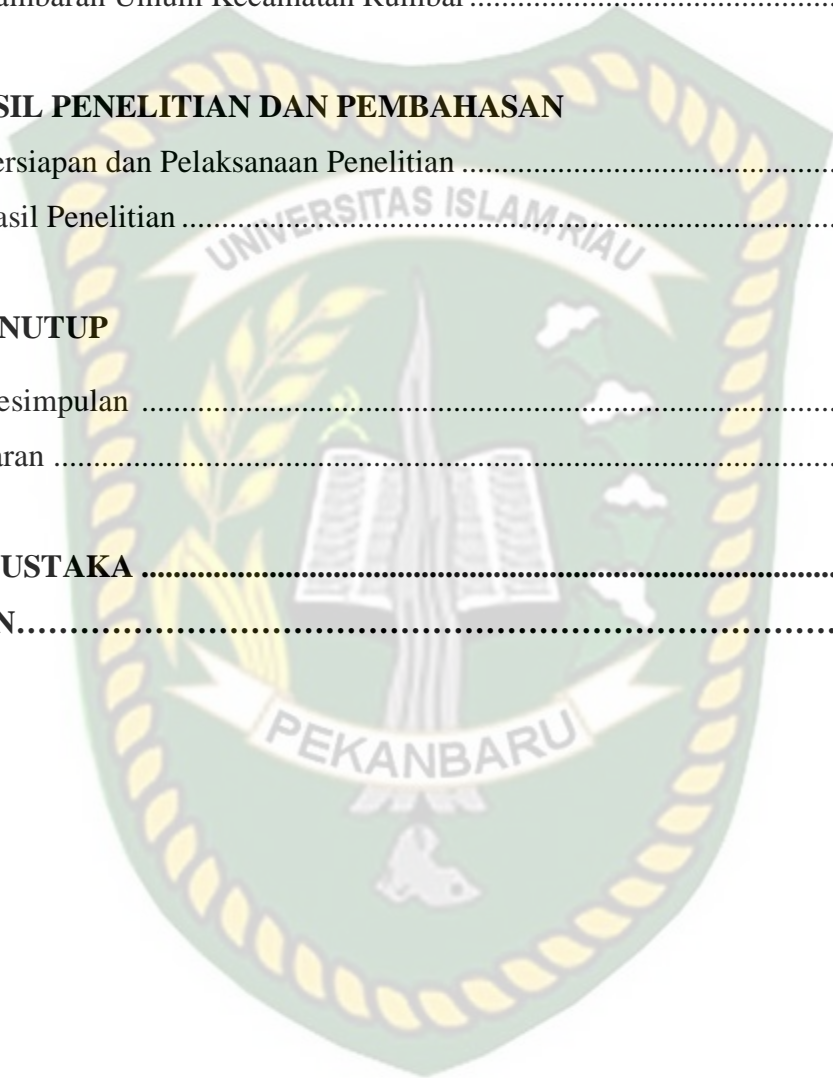 ambaran Umum Kecamatan Rumbai ........................................
SIL PENELITIAN DAN PEMBAHASAN
ersiapan dan Pelaksanaan Penelitian ........................................
asil Penelitian ........................................
UNIVERSITAS ISLAM RIAU
NUTUP
esimpulan ........................................
aran ........................................
USTAKA ........................................
N........................................
PEKANBARU